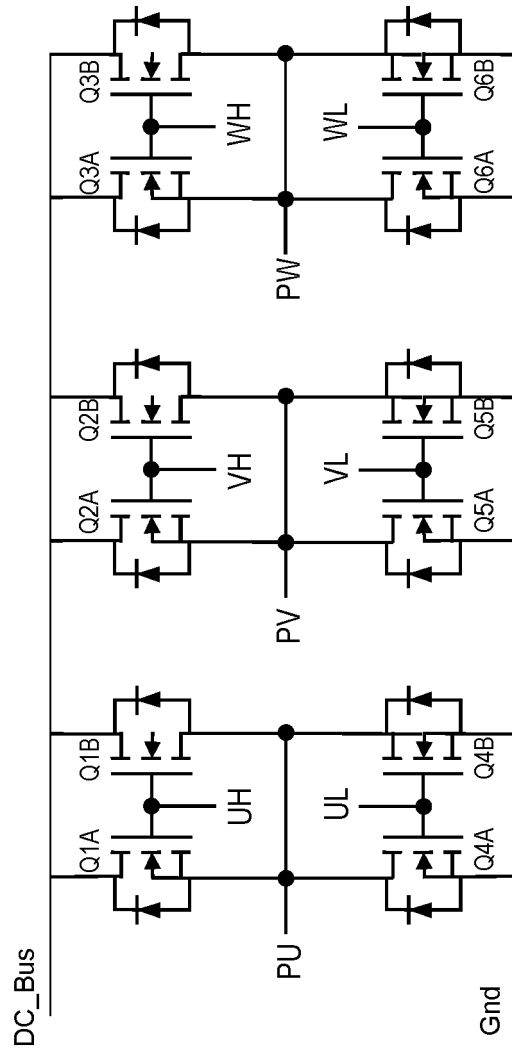 DC_Bus
Q1A
Q1B
Q2A
Q2B
Q3A
Q3B
UH
VH
WH
PU
PV
PW
UL
VL
WL
Q4A
Q4B
Q5A
Q5B
Q6A
Q6B
Gnd